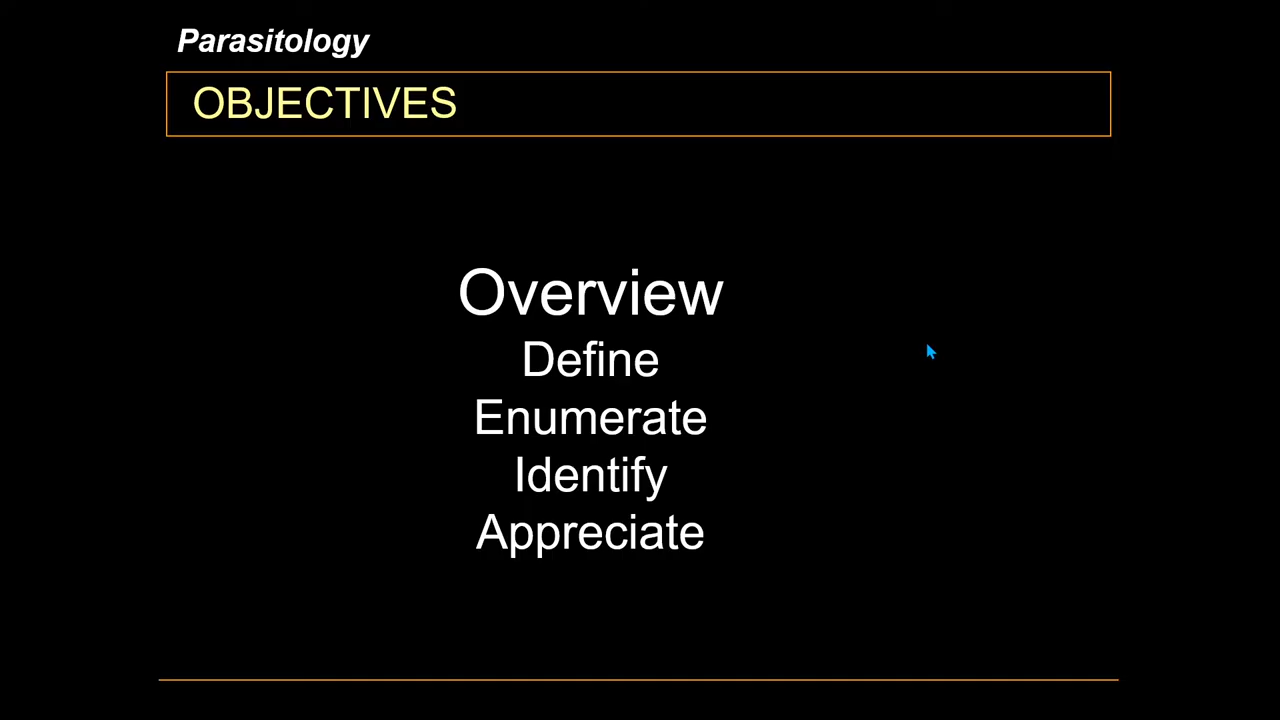 Parasitology
OBJECTIVES
Overview
Define
Enumerate
Identify
Appreciate